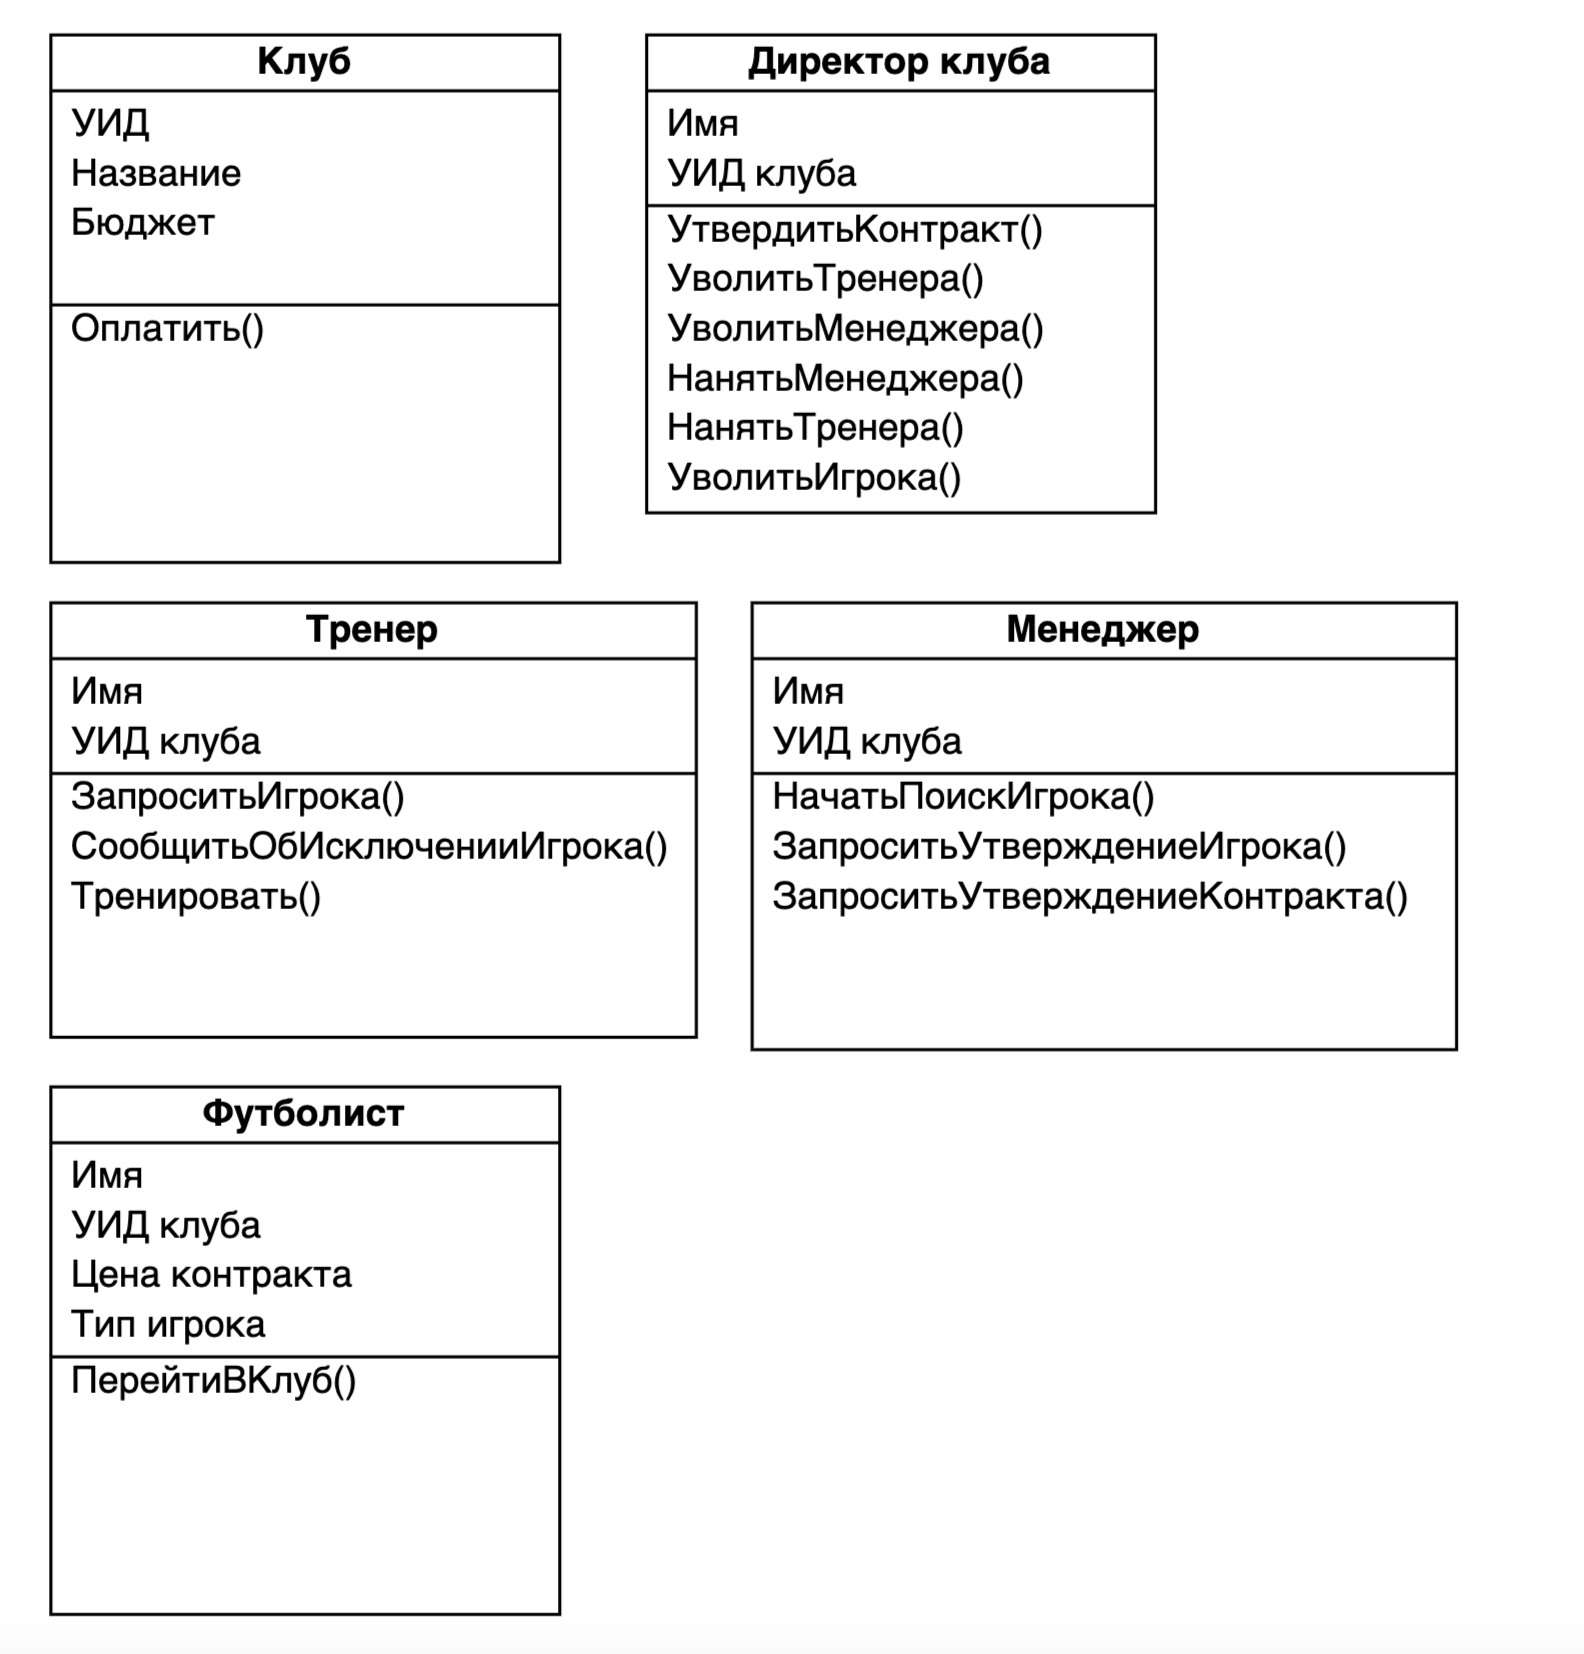 Клуб
УИД
Название
Бюджет
Оплатить()
Директор клуба
Имя
УИД клуба
УтвердитьКонтракт()
УволитьТренера()
УволитьМенеджера()
НанятьМенеджера()
НанятьТренера()
УволитьИгрока()
Тренер
Имя
УИД клуба
ЗапроситьИгрока()
СообщитьОбИсключенииИгрока()
Тренировать()
Менеджер
Имя
УИД клуба
НачатьПоискИгрока()
ЗапроситьУтверждениеИгрока()
ЗапроситьУтверждениеКонтракта()
Футболист
Имя
УИД клуба
Цена контракта
Тип игрока
ПерейтиВКлуб()